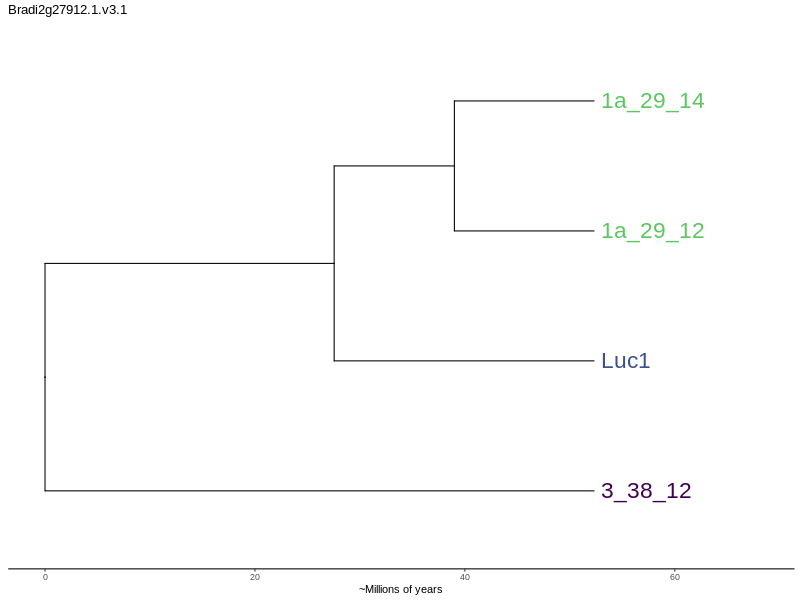 Bradi2g27912.1.v3.1
1a_29_14
1a_29_12
Luc1
3_38_12
0 20 40 60
~Millions of years